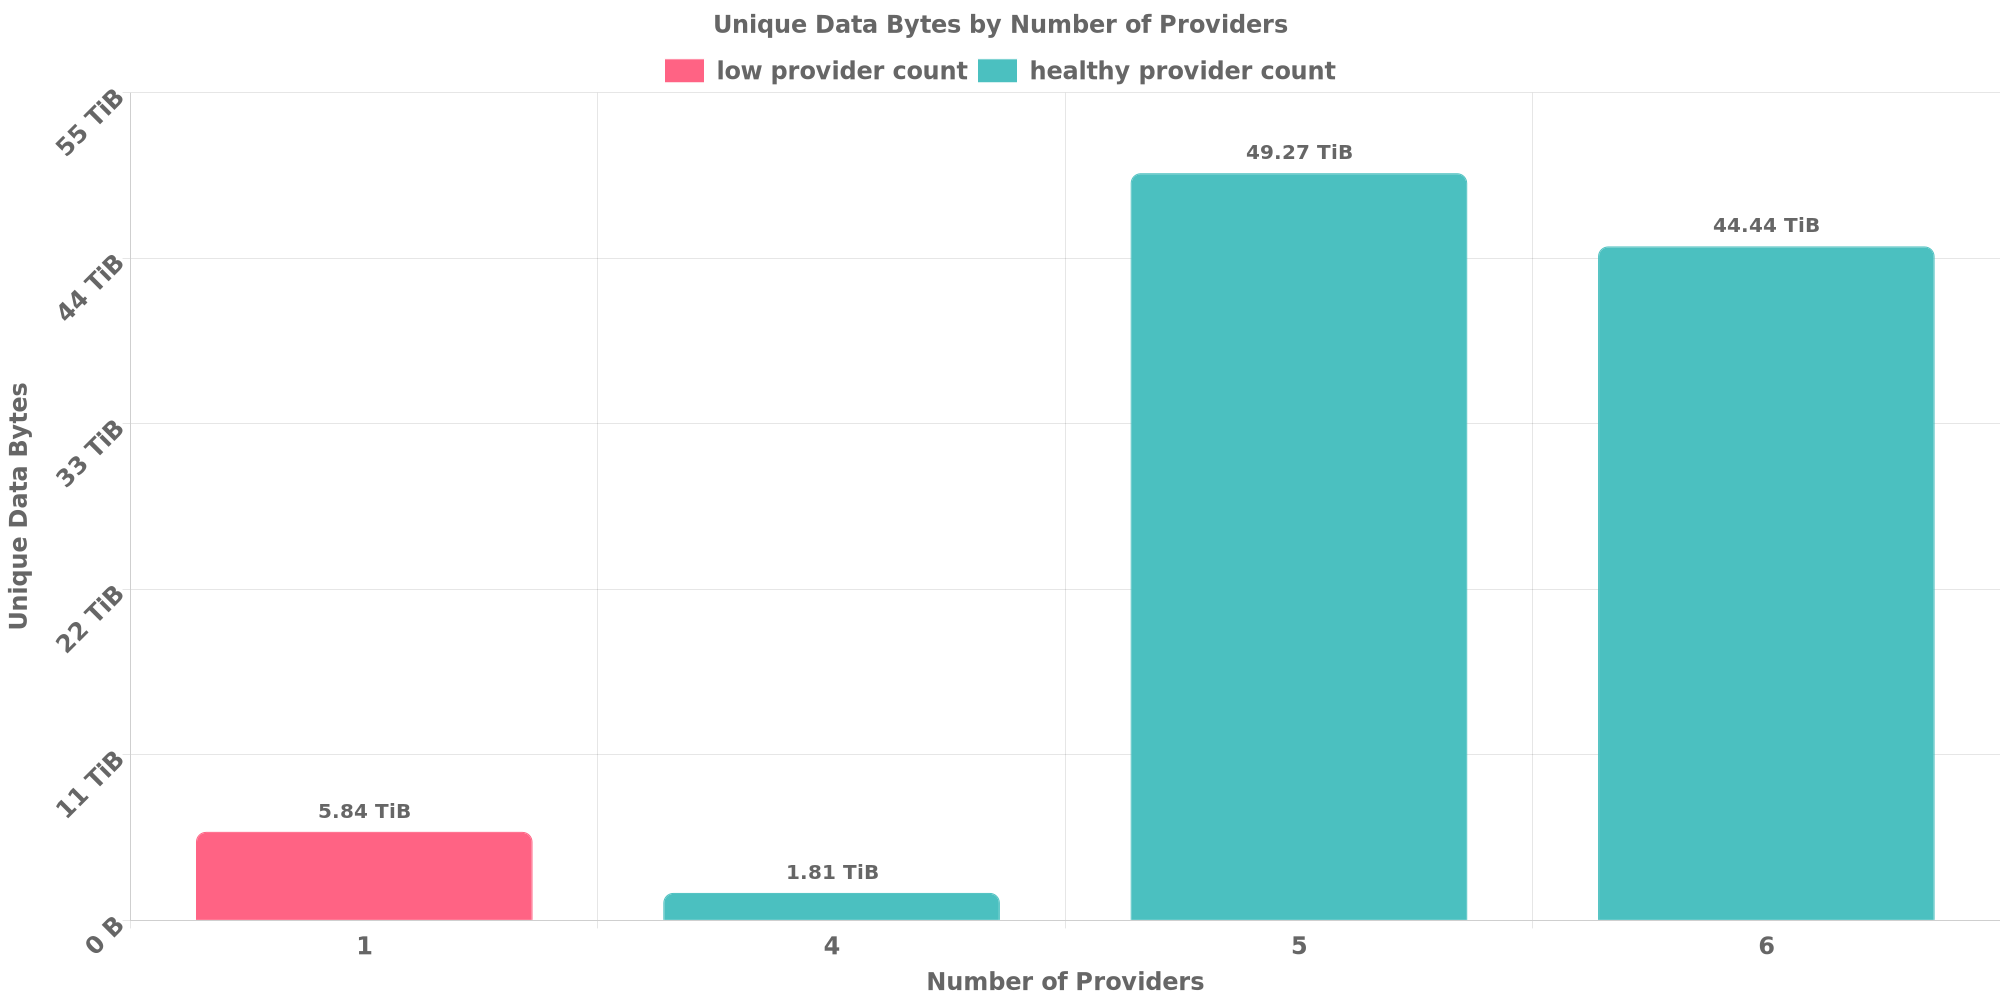 Unique Data Bytes by Number of Providers
low provider count healthy provider count
55 TiB
44 TiB
33 TiB
22 TiB
11 TiB
0 B
Unique Data Bytes
5.84 TiB
1.81 TiB
49.27 TiB
44.44 TiB
1 4 5 6
Number of Providers